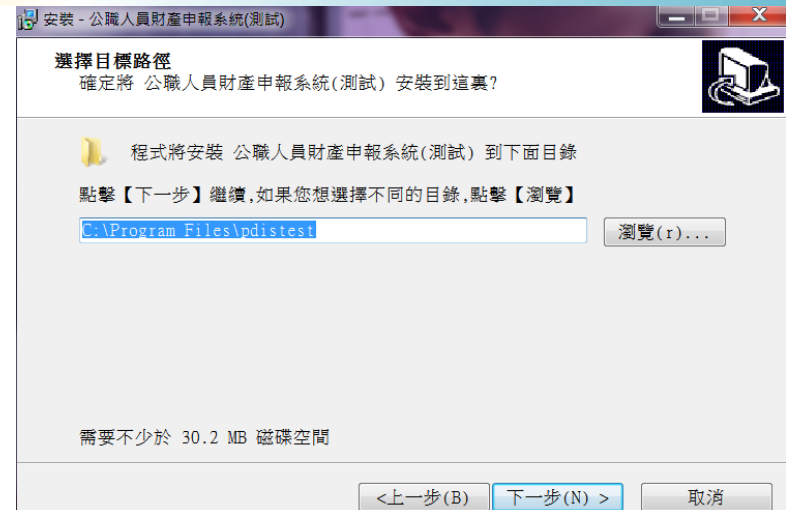 安裝 - 公職人員財產申報系統(測試)
選擇目標路徑
確定將 公職人員財產申報系統(測試) 安裝到這裏?
程式將安裝 公職人員財產申報系統(測試) 到下面目錄
點擊【下一步】繼續,如果您想選擇不同的目錄,點擊【瀏覽】
C:\Program Files\pdistest
瀏覽(r)...
需要不少於 30.2 MB 磁碟空間
<上一步(B)
下一步(N) >
取消